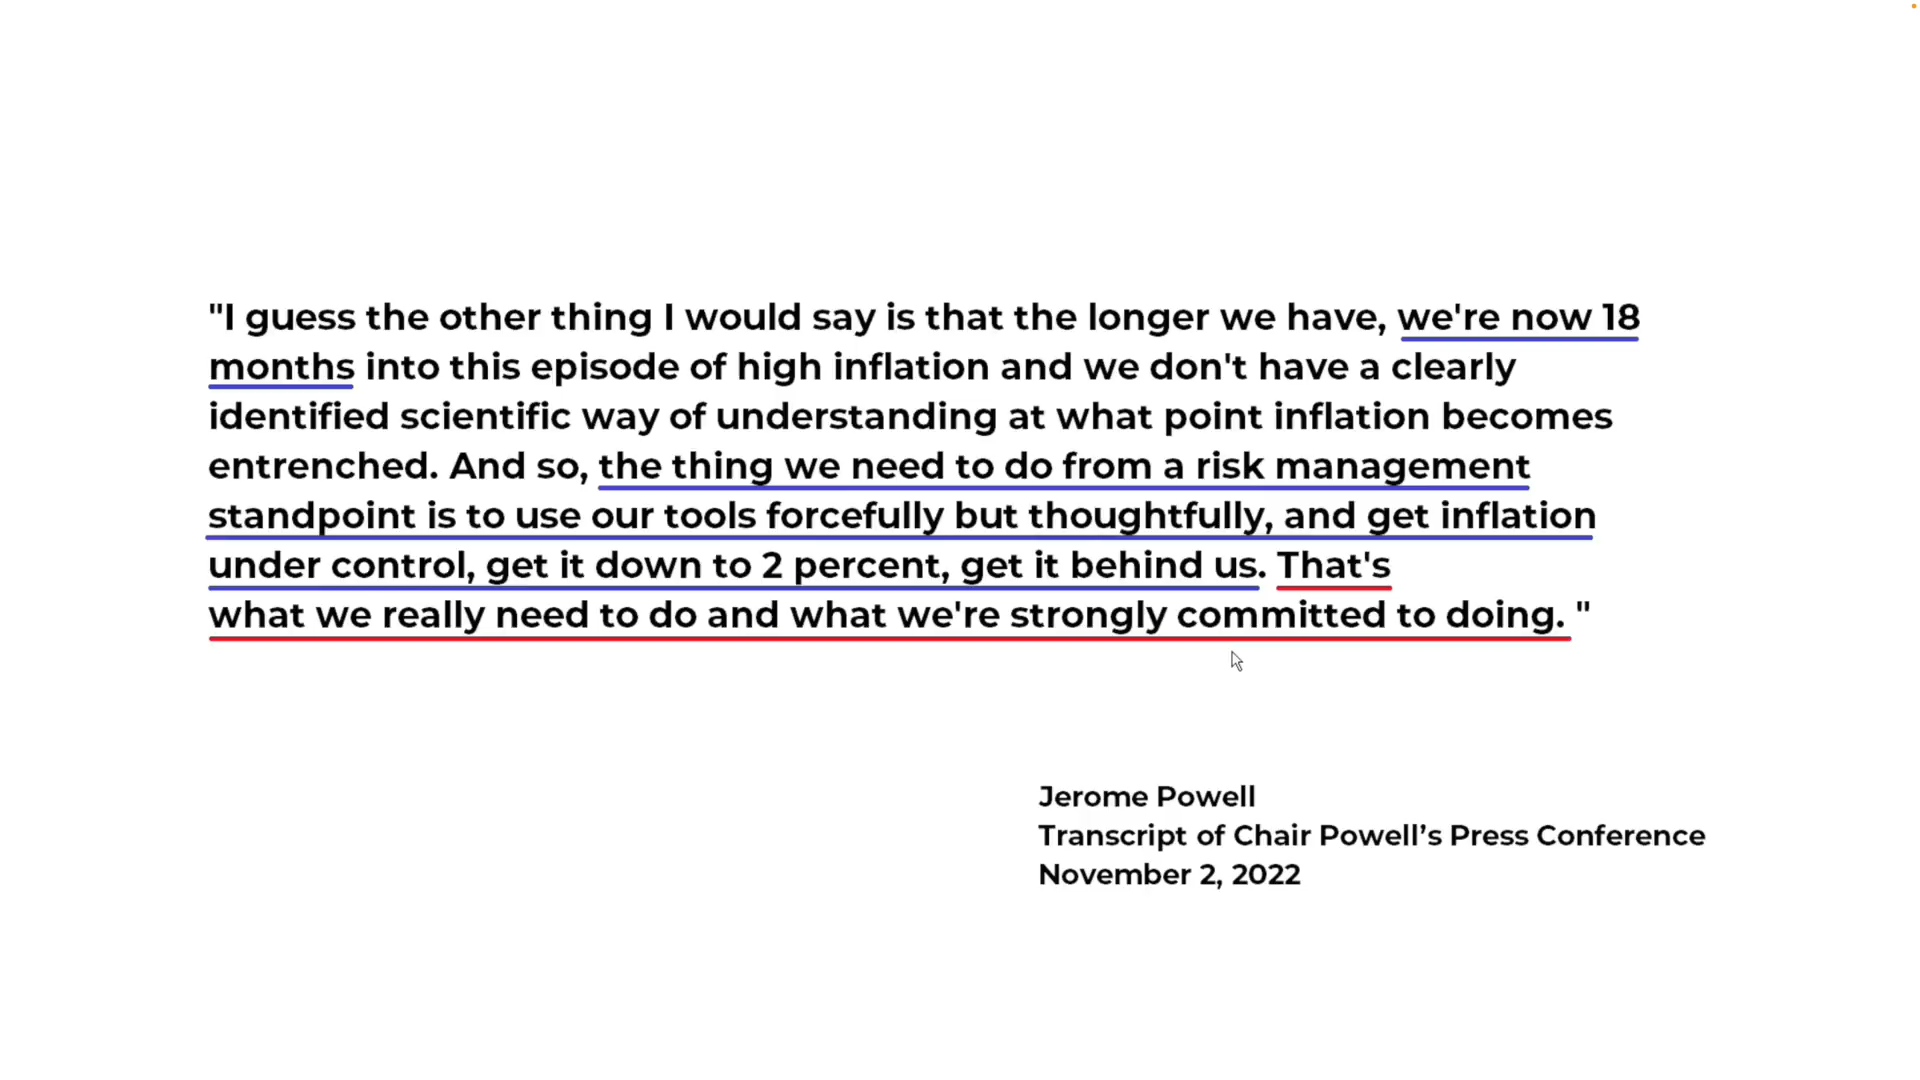 "I guess the other thing I would say is that the longer we have, we're now 18
months into this episode of high inflation and we don't have a clearly
identified scientific way of understanding at what point inflation becomes
entrenched. And so, the thing we need to do from a risk management
standpoint is to use our tools forcefully but thoughtfully, and get inflation
under control, get it down to 2 percent, get it behind us. That's
what we really need to do and what we're strongly committed to doing. "
Jerome Powell
Transcript of Chair Powell’s Press Conference
November 2, 2022